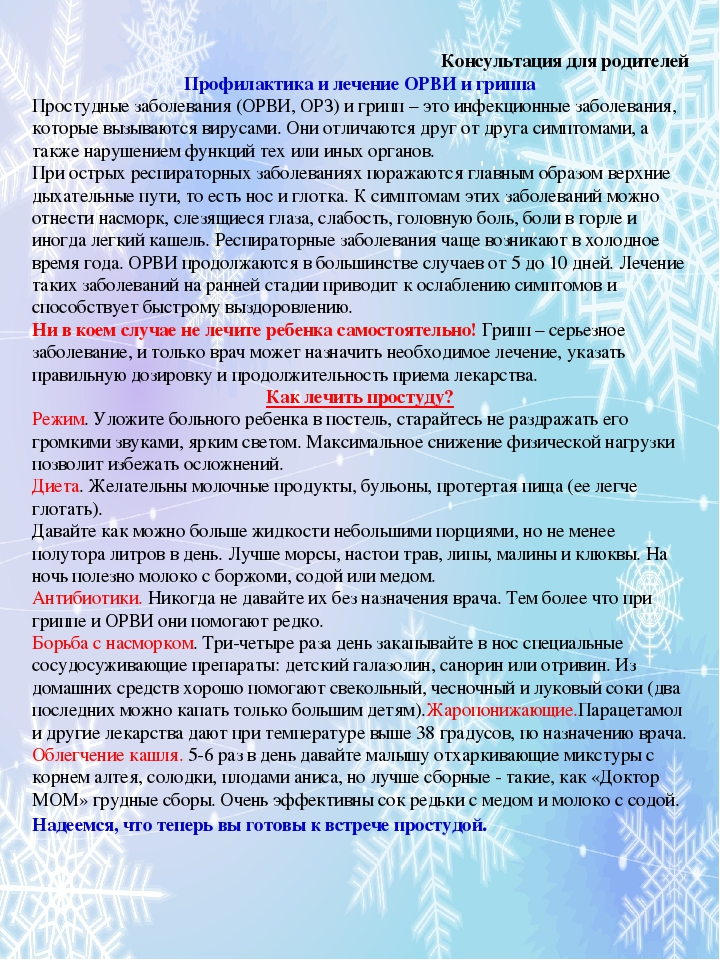 Консультация для родителей
Профилактика и лечение ОРВИ и гриппа
Простудные заболевания (ОРВИ, ОРЗ) и грипп – это инфекционные заболевания,
которые вызываются вирусами. Они отличаются друг от друга симптомами, а
также нарушением функций тех или иных органов.
При острых респираторных заболеваниях поражаются главным образом верхние
дыхательные пути, то есть нос и глотка. К симптомам этих заболеваний можно
отнести насморк, слезящиеся глаза, слабость, головную боль, боли в горле и
иногда легкий кашель. Респираторные заболевания чаще возникают в холодное
время года. ОРВИ продолжаются в большинстве случаев от 5 до 10 дней. Лечение
таких заболеваний на ранней стадии приводит к ослаблению симптомов и
способствует быстрому выздоровлению.
Ни в коем случае не лечите ребенка самостоятельно! Грипп – серьезное
заболевание, и только врач может назначить необходимое лечение, указать
правильную дозировку и продолжительность приема лекарства.
Как лечить простуду?
Режим. Уложите больного ребенка в постель, старайтесь не раздражать его
громкими звуками, ярким светом. Максимальное снижение физической нагрузки
позволит избежать осложнений.
Диета. Желательны молочные продукты, бульоны, протертая пища (ее легче
глотать).
Давайте как можно больше жидкости небольшими порциями, но не менее
полутора литров в день. Лучше морсы, настои трав, липы, малины и клюквы. На
ночь полезно молоко с боржоми, содой или медом.
Антибиотики. Никогда не давайте их без назначения врача. Тем более что при
гриппе и ОРВИ они помогают редко.
Борьба с насморком. Три-четыре раза день закапывайте в нос специальные
сосудосуживающие препараты: детский галазолин, санорин или отривин. Из
домашних средств хорошо помогают свекольный, чесночный и луковый соки (два
последних можно капать только большим детям).Жаропонижающие.Парацетамол
и другие лекарства дают при температуре выше 38 градусов, по назначению врача.
Облегчение кашля. 5-6 раз в день давайте малышу отхаркивающие микстуры с
корнем алтея, солодки, плодами аниса, но лучше сборные - такие, как «Доктор
МОМ» грудные сборы. Очень эффективны сок редьки с медом и молоко с содой.
Надеемся, что теперь вы готовы к встрече простудой.